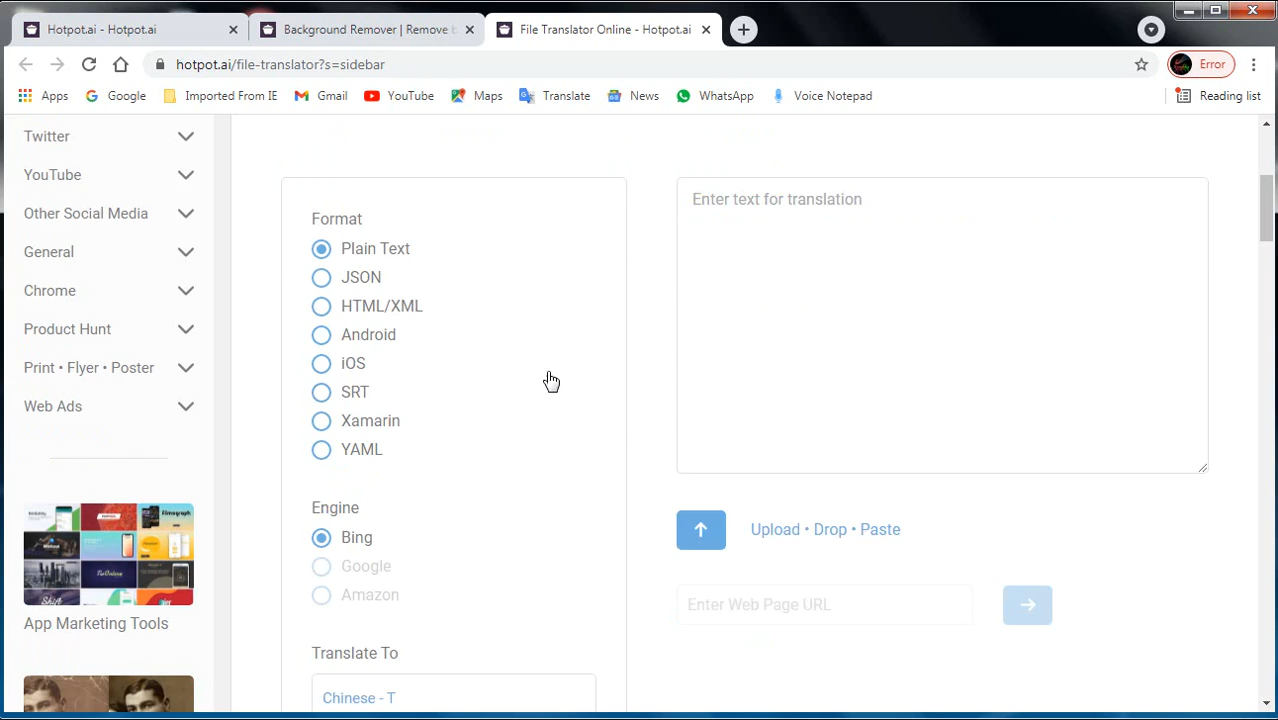 Hotpot.ai - Hotpot.ai
Background Remover | Remove b
File Translator Online - Hotpot.ai
hotpot.ai/file-translator?s=sidebar
Error
Apps
Google
Imported From IE
Gmail
YouTube
Maps
Translate
News
WhatsApp
Voice Notepad
Reading list
Twitter
YouTube
Other Social Media
General
Chrome
Product Hunt
Print • Flyer • Poster
Web Ads
App Marketing Tools
Format
Plain Text
JSON
HTML/XML
Android
iOS
SRT
Xamarin
YAML
Engine
Bing
Google
Amazon
Translate To
Chinese - T
Enter text for translation
Upload • Drop • Paste
Enter Web Page URL